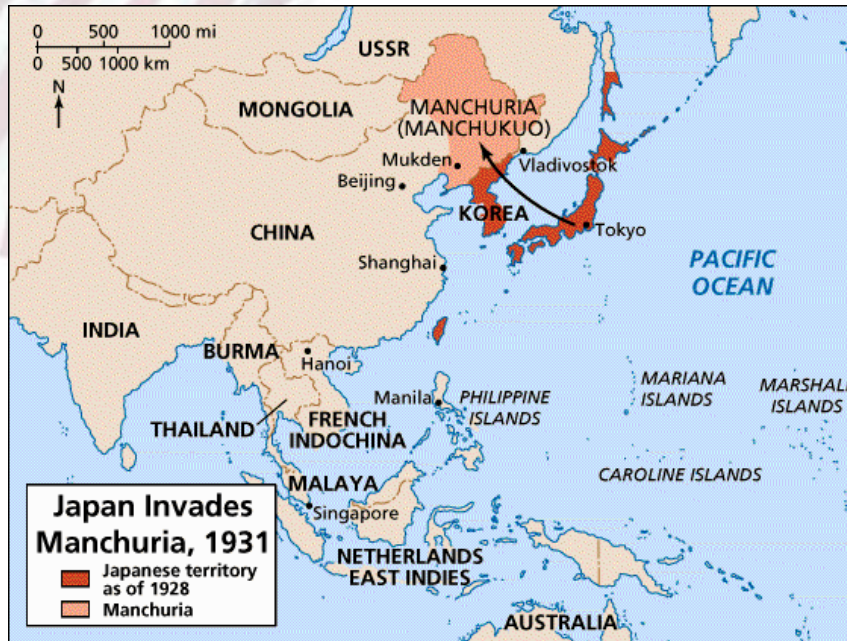 0 500 1000 mi
0 500 1000 km
N
USSR
MONGOLIA
MANCHURIA
(MANCHUKUO)
Mukden
Vladivostok
Beijing
KOREA
Tokyo
CHINA
Shanghai
PACIFIC
OCEAN
INDIA
BURMA
Hanoi
Manila
PHILIPPINE
ISLANDS
MARIANA
ISLANDS
MARSHALL
ISLANDS
THAILAND
FRENCH
INDOCHINA
CAROLINE ISLANDS
MALAYA
Singapore
NETHERLANDS
EAST INDIES
AUSTRALIA
Japan Invades
Manchuria, 1931
Japanese territory
as of 1928
Manchuria